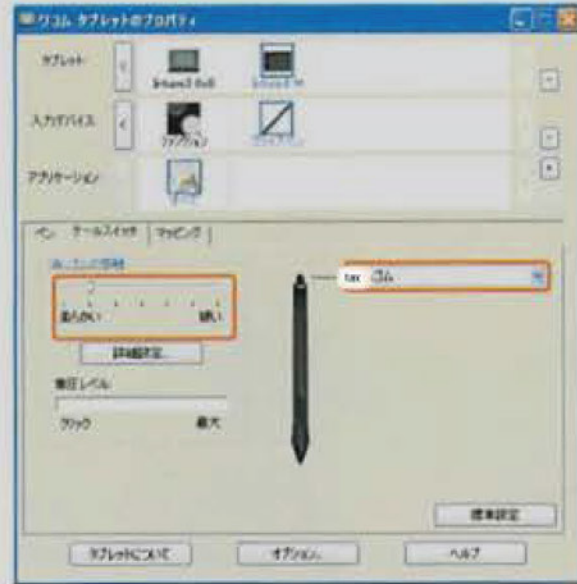 ワコム タブレットのプロパティ
タブレット
入力デバイス
ファンクション
アプリケーション
ペン テールスイッチ マッピング
消しゴムの感触
tax ゴム
柔らかい 硬い
詳細設定...
筆圧レベル
クリック 最大
標準設定
タブレットについて オプション... ヘルプ